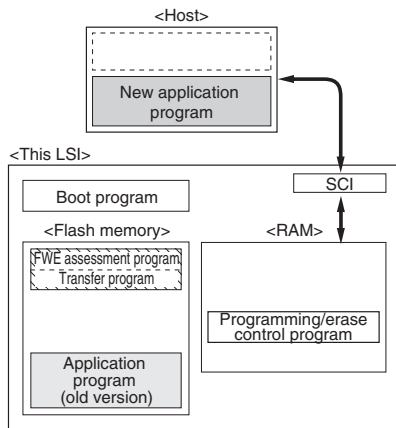 <Host>
New application
program
<This LSI>
SCI
Boot program
<Flash memory>
<RAM>
FWE assessment program
Transfer program
Programming/erase
control program
Application
program
(old version)